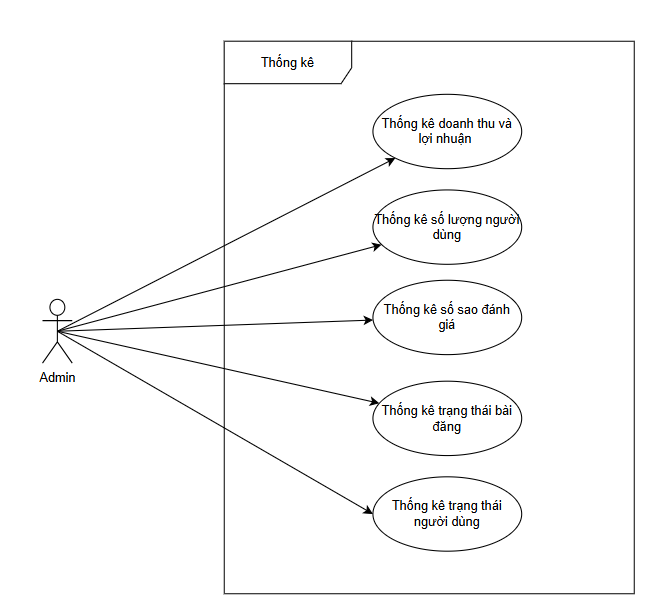 Thống kê
Thống kê doanh thu và
lợi nhuận
Thống kê số lượng người
dùng
Thống kê số sao đánh
giá
Thống kê trạng thái bài
đăng
Thống kê trạng thái
người dùng
Admin